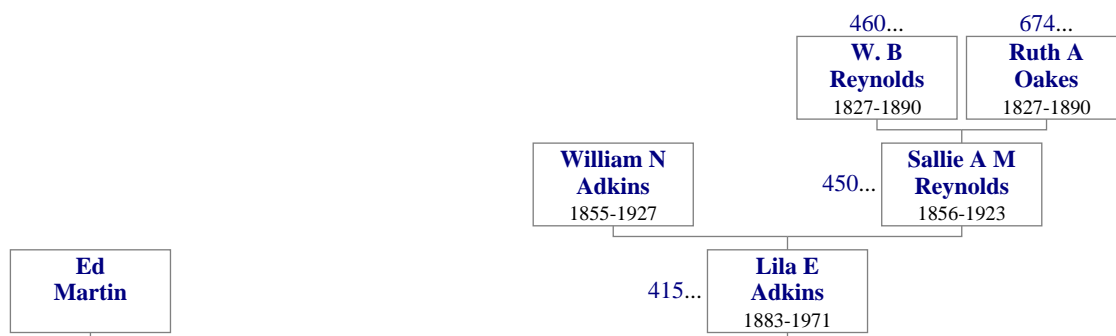 460...
674...
W. B
Reynolds
1827-1890
Ruth A
Oakes
1827-1890
William N
Adkins
1855-1927
450...
Sallie A M
Reynolds
1856-1923
Ed
Martin
415...
Lila E
Adkins
1883-1971